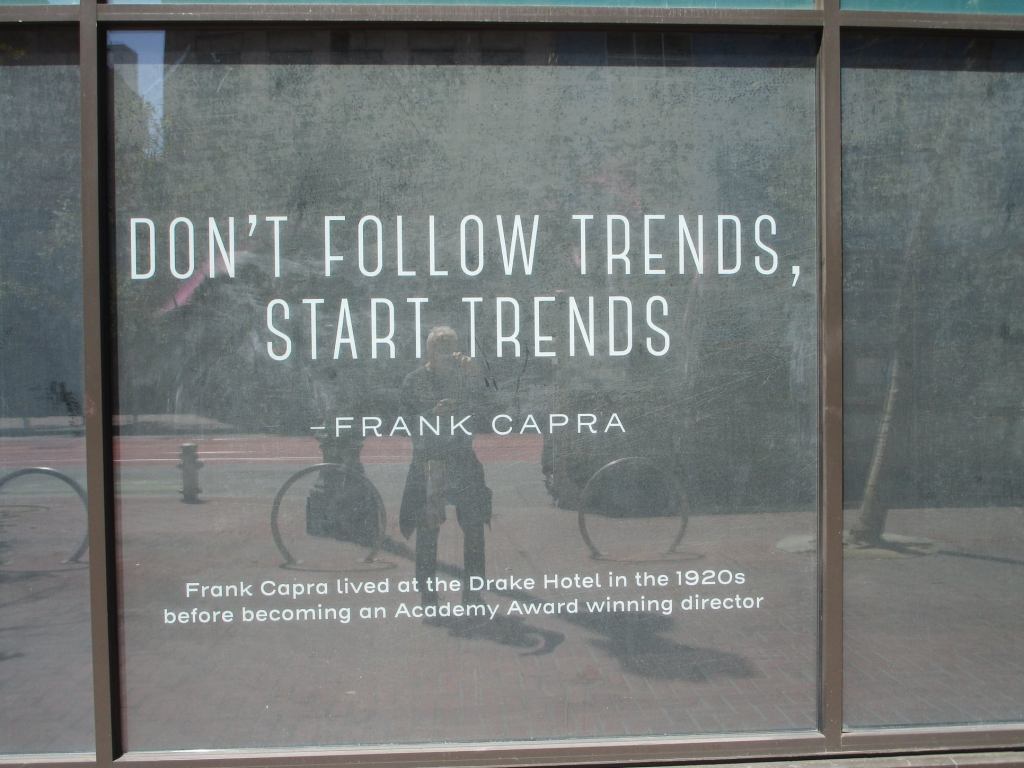 DON'T FOLLOW TRENDS,
START TRENDS
–FRANK CAPRA
Frank Capra lived at the Drake Hotel in the 1920s
before becoming an Academy Award winning director